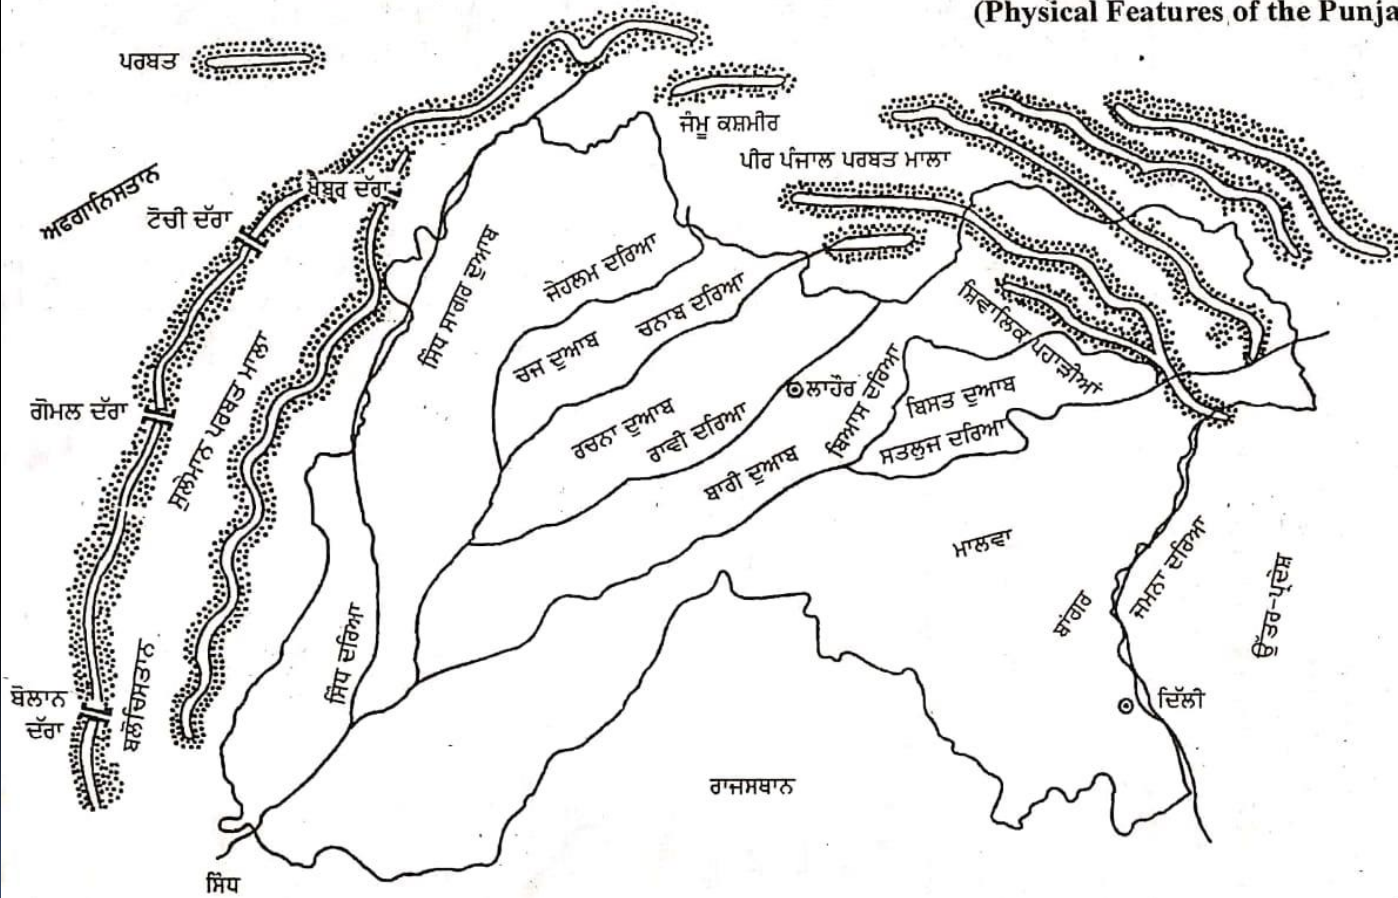 (Physical Features of the Punja
ਪਰਬਤ
ਜੰਮੂ ਕਸ਼ਮੀਰ
ਪੀਰ ਪੰਜਾਲ ਪਰਬਤ ਮਾਲਾ
ਅਫਗਾਨਿਸਤਾਨ
ਖ਼ੈਬਰ ਦੱਰਾ
ਟੋਚੀ ਦੱਰਾ
ਸਿੰਧ ਸਾਗਰ ਦੁਆਬ
ਜੇਹਲਮ ਦਰਿਆ
ਚਨਾਬ ਦਰਿਆ
ਸ਼ਿਵਾਲਿਕ ਪਹਾੜੀਆਂ
ਚਜ ਦੁਆਬ
ਸੁਲੇਮਾਨ ਪਰਬਤ ਮਾਲਾ
ਗੋਮਲ ਦੱਰਾ
ਲਾਹੌਰ
ਬਿਆਸ ਦਰਿਆ
ਬਿਸਤ ਦੁਆਬ
ਰਚਨਾ ਦੁਆਬ
ਰਾਵੀ ਦਰਿਆ
ਸਤਲੁਜ ਦਰਿਆ
ਬਾਰੀ ਦੁਆਬ
ਮਾਲਵਾ
ਜਮਨਾ ਦਰਿਆ
ਬਾਂਗਰ
ਉੱਤਰ-ਪ੍ਰਦੇਸ਼
ਸਿੰਧ ਦਰਿਆ
ਬਲੋਚਿਸਤਾਨ
ਬੋਲਾਨ
ਦੱਰਾ
ਦਿੱਲੀ
ਰਾਜਸਥਾਨ
ਸਿੰਧ